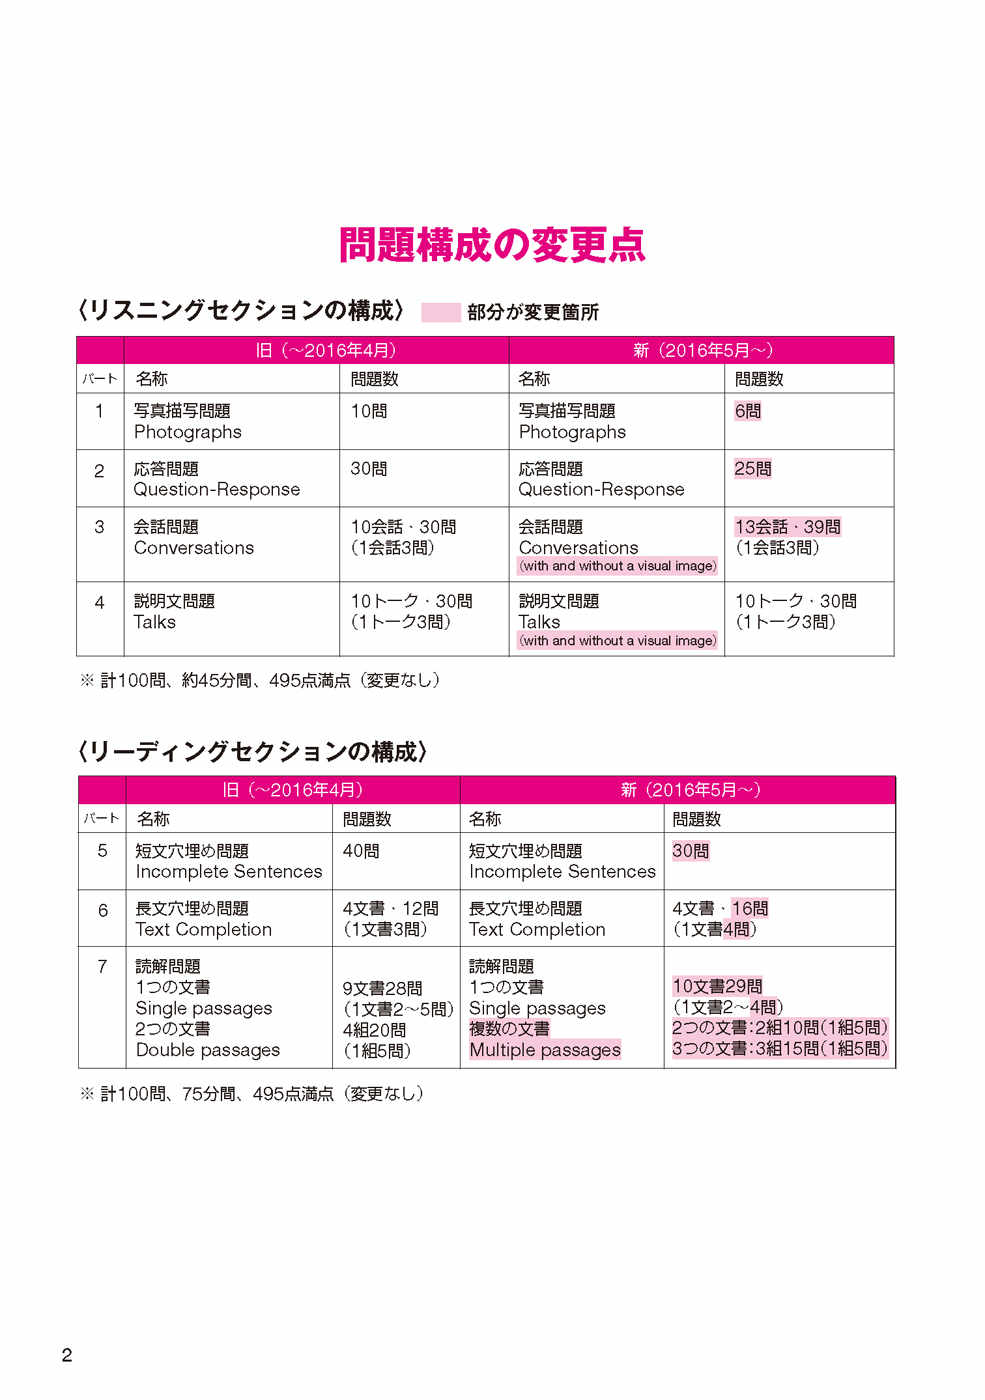 問題構成の変更点
〈リスニングセクションの構成〉 部分が変更箇所
旧（～2016年4月） 新（2016年5月～）
パート 名称 問題数 名称 問題数
1 写真描写問題 10問 写真描写問題 6問
Photographs Photographs
2 応答問題 30問 応答問題 25問
Question-Response Question-Response
3 会話問題 10会話・30問 会話問題 13会話・39問
Conversations （1会話3問） Conversations （1会話3問）
（with and without a visual image）
4 説明文問題 10トーク・30問 説明文問題 10トーク・30問
Talks （1トーク3問） Talks （1トーク3問）
（with and without a visual image）
※ 計100問、約45分間、495点満点（変更なし）
〈リーディングセクションの構成〉
旧（～2016年4月） 新（2016年5月～）
パート 名称 問題数 名称 問題数
5 短文穴埋め問題 40問 短文穴埋め問題 30問
Incomplete Sentences Incomplete Sentences
6 長文穴埋め問題 4文書・12問 長文穴埋め問題 4文書・16問
Text Completion （1文書3問） Text Completion （1文書4問）
7 読解問題 読解問題
1つの文書 9文書28問 1つの文書 10文書29問
Single passages （1文書2～5問） Single passages （1文書2～4問）
2つの文書 4組20問 複数の文書 2つの文書：2組10問（1組5問）
Double passages （1組5問） Multiple passages 3つの文書：3組15問（1組5問）
※ 計100問、75分間、495点満点（変更なし）
2